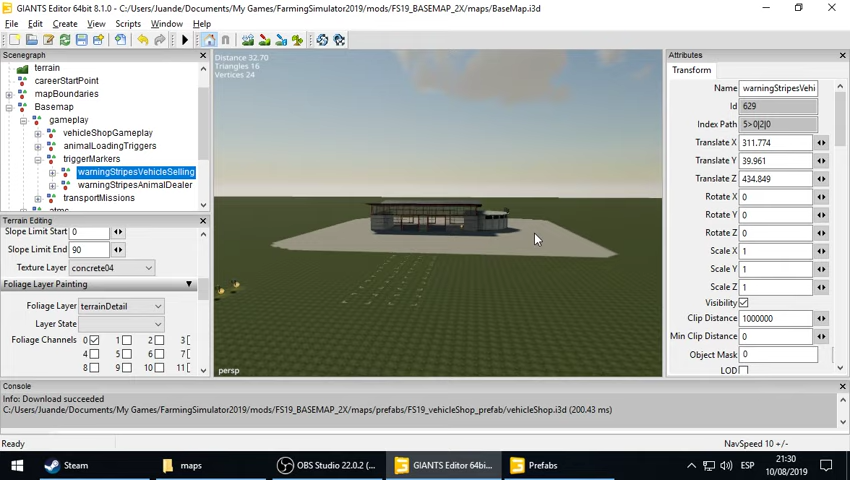 GIANTS Editor 64bit 8.1.0 - C:/Users/Juande/Documents/My Games/FarmingSimulator2019/mods/FS19_BASEMAP_2X/maps/BaseMap.i3d
File Edit Create View Scripts Window Help
Scenegraph
terrain
careerStartPoint
mapBoundaries
Basemap
gameplay
vehicleShopGameplay
animalLoadingTriggers
triggerMarkers
warningStripesVehicleSelling
warningStripesAnimalDealer
transportMissions
atms
Terrain Editing
Slope Limit Start 0
Slope Limit End 90
Texture Layer concrete04
Foliage Layer Painting
Foliage Layer terrainDetail
Layer State
Foliage Channels 0 1 2 3
4 5 6 7
8 9 10 11
Distance 32.70
Triangles 16
Vertices 24
persp
Attributes
Transform
Name warningStripesVehi
Id 629
Index Path 5>0|2|0
Translate X 311.774
Translate Y 39.961
Translate Z 434.849
Rotate X 0
Rotate Y 0
Rotate Z 0
Scale X 1
Scale Y 1
Scale Z 1
Visibility
Clip Distance 1000000
Min Clip Distance 0
Object Mask 0
LOD
Console
Info: Download succeeded
C:/Users/Juande/Documents/My Games/FarmingSimulator2019/mods/FS19_BASEMAP_2X/maps/prefabs/FS19_vehicleShop_prefab/vehicleShop.i3d (200.43 ms)
Ready
NavSpeed 10 +/-
Steam
maps
OBS Studio 22.0.2 (...
GIANTS Editor 64bit...
Prefabs
ESP
21:30
10/08/2019